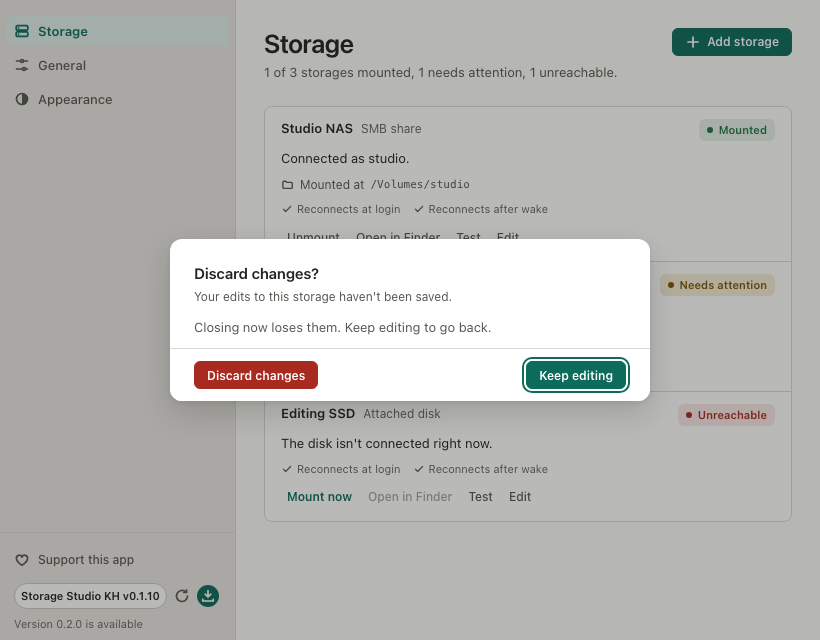 Storage
General
Appearance
Support this app
Storage Studio KH v0.1.10
Version 0.2.0 is available
Storage
Add storage
1 of 3 storages mounted, 1 needs attention, 1 unreachable.
Studio NAS SMB share
Mounted
Connected as studio.
Mounted at /Volumes/studio
Reconnects at login Reconnects after wake
Unmount Open in Finder Test Edit
Needs attention
Discard changes?
Your edits to this storage haven't been saved.
Closing now loses them. Keep editing to go back.
Discard changes Keep editing
Editing SSD Attached disk
Unreachable
The disk isn't connected right now.
Reconnects at login Reconnects after wake
Mount now Open in Finder Test Edit